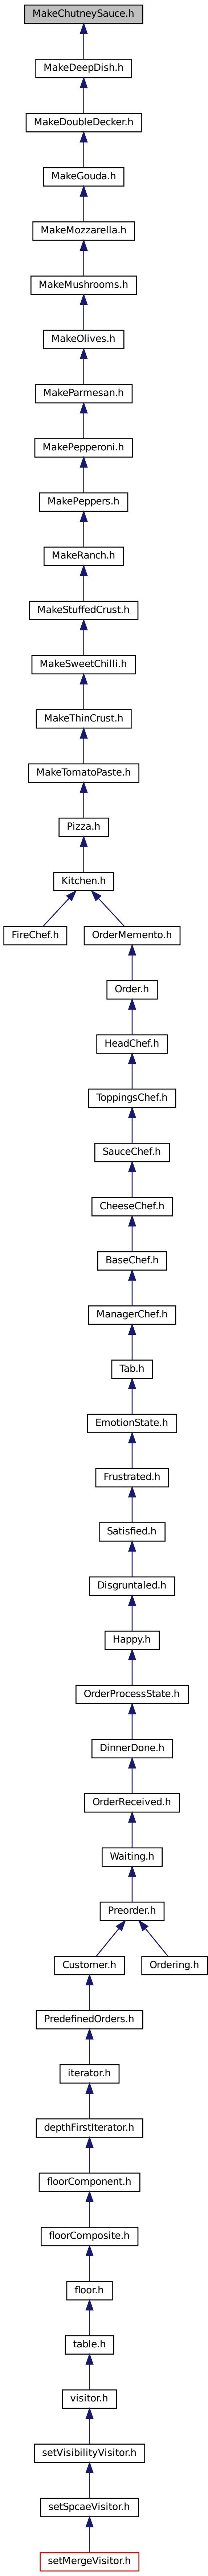 MakeChutneySauce.h
MakeDeepDish.h
MakeDoubleDecker.h
MakeGouda.h
MakeMozzarella.h
MakeMushrooms.h
MakeOlives.h
MakeParmesan.h
MakePepperoni.h
MakePeppers.h
MakeRanch.h
MakeStuffedCrust.h
MakeSweetChilli.h
MakeThinCrust.h
MakeTomatoPaste.h
Pizza.h
Kitchen.h
FireChef.h
OrderMemento.h
Order.h
HeadChef.h
ToppingsChef.h
SauceChef.h
CheeseChef.h
BaseChef.h
ManagerChef.h
Tab.h
EmotionState.h
Frustrated.h
Satisfied.h
Disgruntaled.h
Happy.h
OrderProcessState.h
DinnerDone.h
OrderReceived.h
Waiting.h
Preorder.h
Customer.h
Ordering.h
PredefinedOrders.h
iterator.h
depthFirstIterator.h
floorComponent.h
floorComposite.h
floor.h
table.h
visitor.h
setVisibilityVisitor.h
setSpcaeVisitor.h
setMergeVisitor.h